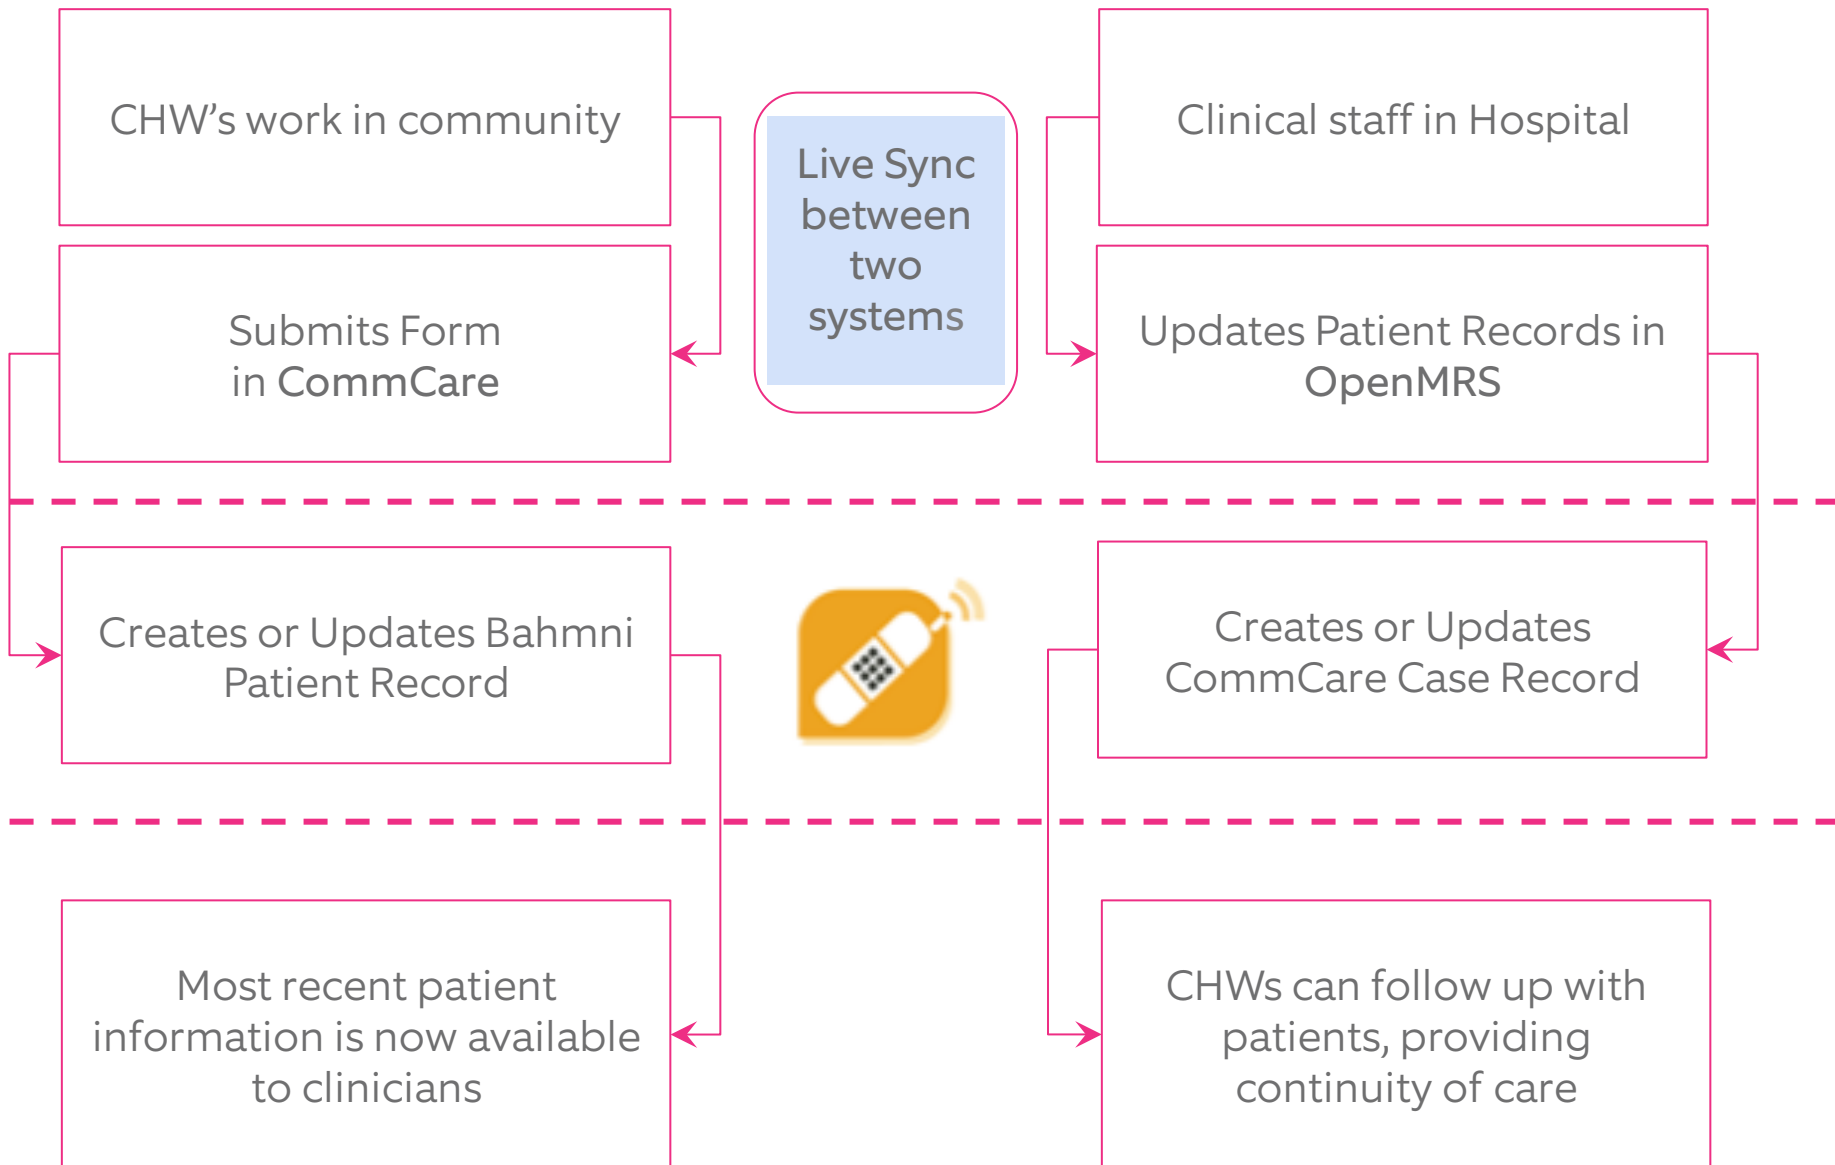 CHW’s work in community
Submits Form
in CommCare
Live Sync
between
two
systems
Clinical staff in Hospital
Updates Patient Records in
OpenMRS
Creates or Updates Bahmni
Patient Record
Creates or Updates
CommCare Case Record
Most recent patient
information is now available
to clinicians
CHWs can follow up with
patients, providing
continuity of care